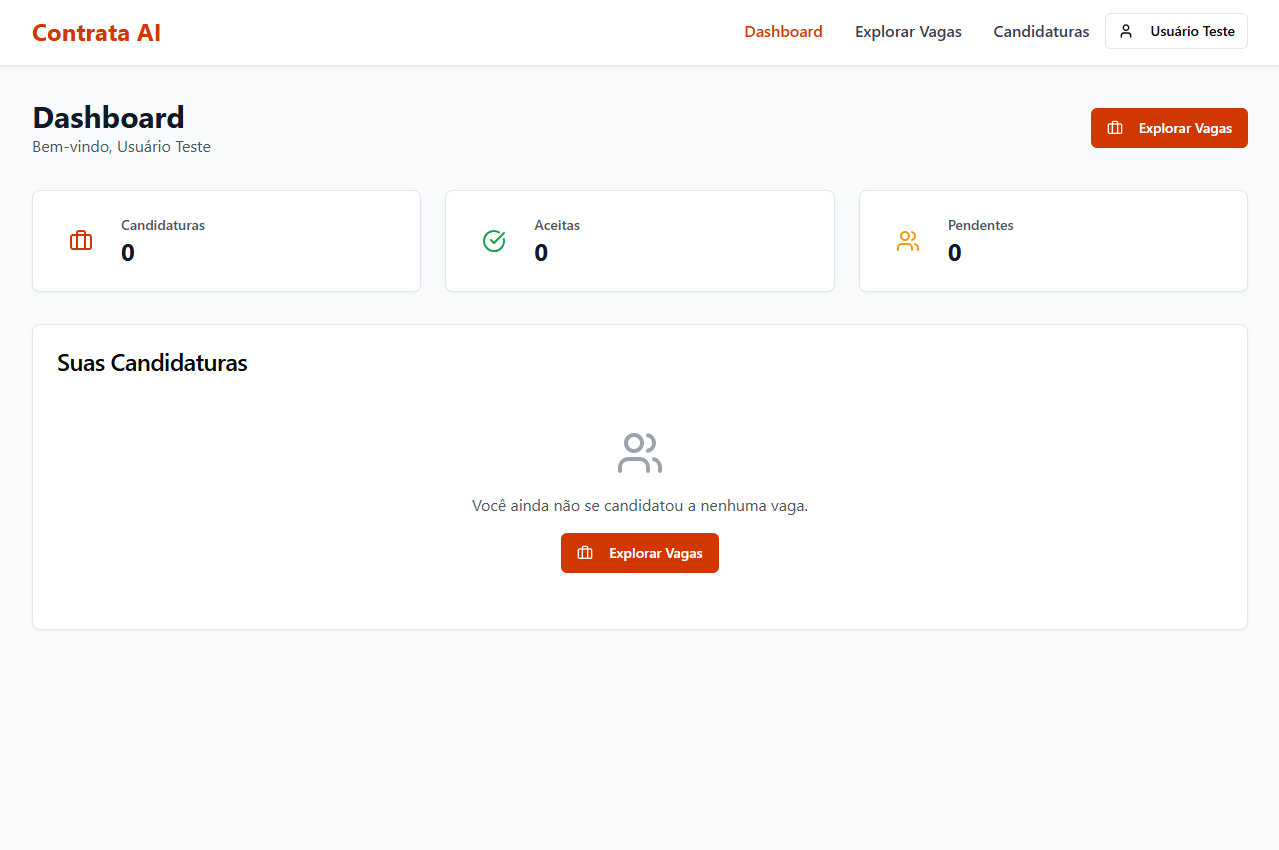 Contrata AI
Dashboard
Explorar Vagas
Candidaturas
Usuário Teste
Dashboard
Bem-vindo, Usuário Teste
Explorar Vagas
Candidaturas
0
Aceitas
0
Pendentes
0
Suas Candidaturas
Você ainda não se candidatou a nenhuma vaga.
Explorar Vagas